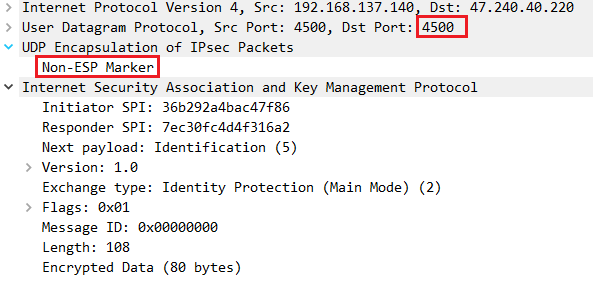 Internet Protocol Version 4, Src: 192.168.137.140, Dst: 47.240.40.220
User Datagram Protocol, Src Port: 4500, Dst Port: 4500
UDP Encapsulation of IPsec Packets
Non-ESP Marker
Internet Security Association and Key Management Protocol
Initiator SPI: 36b292a4bac47f86
Responder SPI: 7ec30fc4d4f316a2
Next payload: Identification (5)
Version: 1.0
Exchange type: Identity Protection (Main Mode) (2)
Flags: 0x01
Message ID: 0x00000000
Length: 108
Encrypted Data (80 bytes)